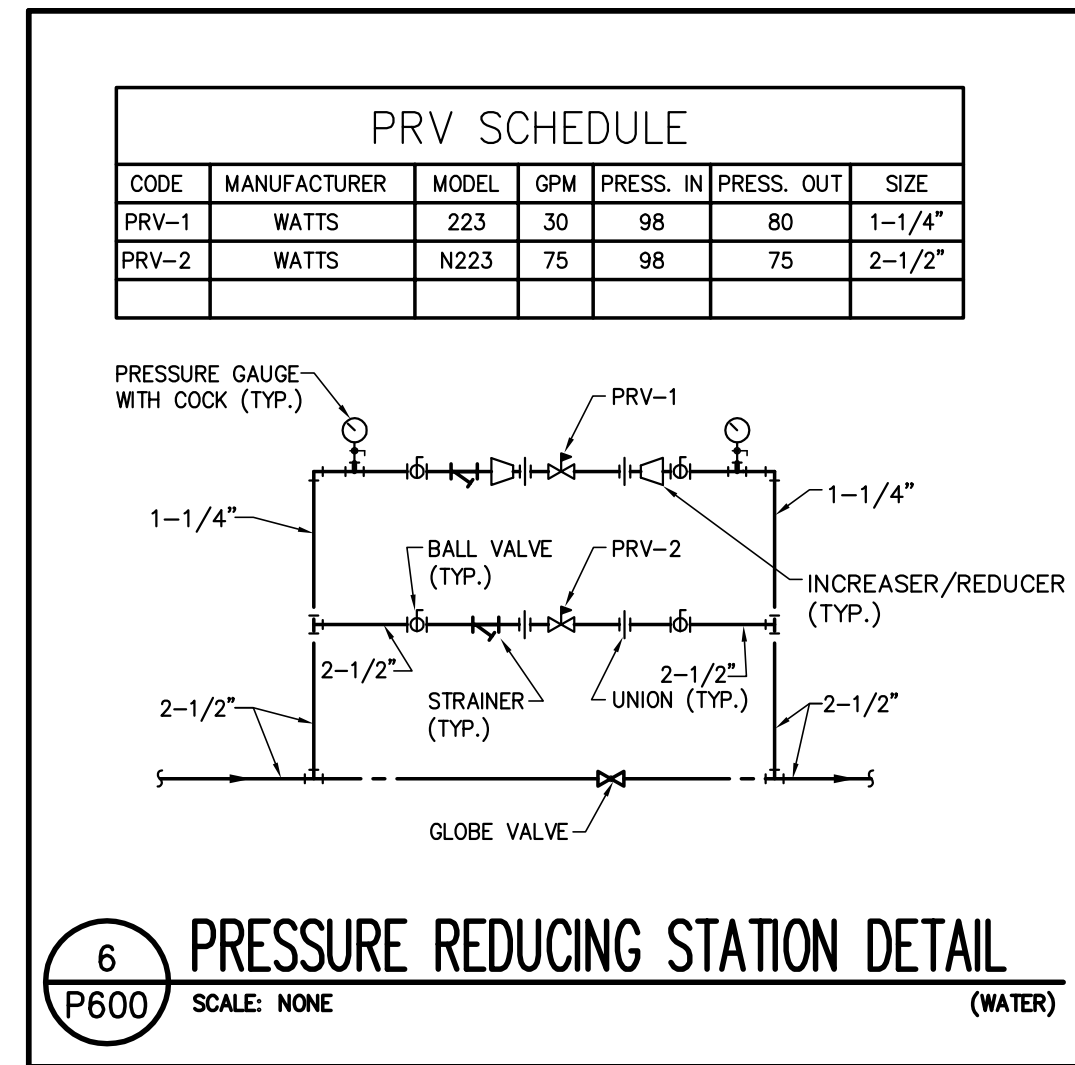 PRV SCHEDULE
CODE MANUFACTURER MODEL GPM PRESS. IN PRESS. OUT SIZE
PRV-1 WATTS 223 30 98 80 1-1/4"
PRV-2 WATTS N223 75 98 75 2-1/2"
PRESSURE GAUGE
WITH COCK (TYP.)
PRV-1
1-1/4"
1-1/4"
BALL VALVE
(TYP.)
PRV-2
INCREASER/REDUCER
(TYP.)
2-1/2"
2-1/2"
STRAINER
(TYP.)
UNION (TYP.)
2-1/2"
2-1/2"
GLOBE VALVE
6
P600
PRESSURE REDUCING STATION DETAIL
SCALE: NONE (WATER)